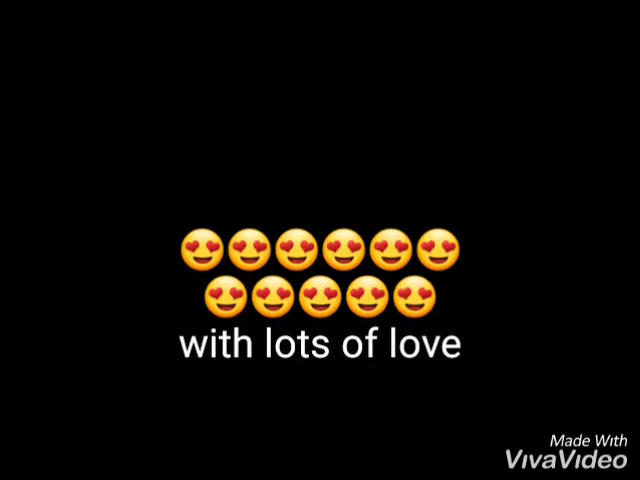 😍😍😍😍😍😍
😍😍😍😍😍
with lots of love
Made With
VivaVideo